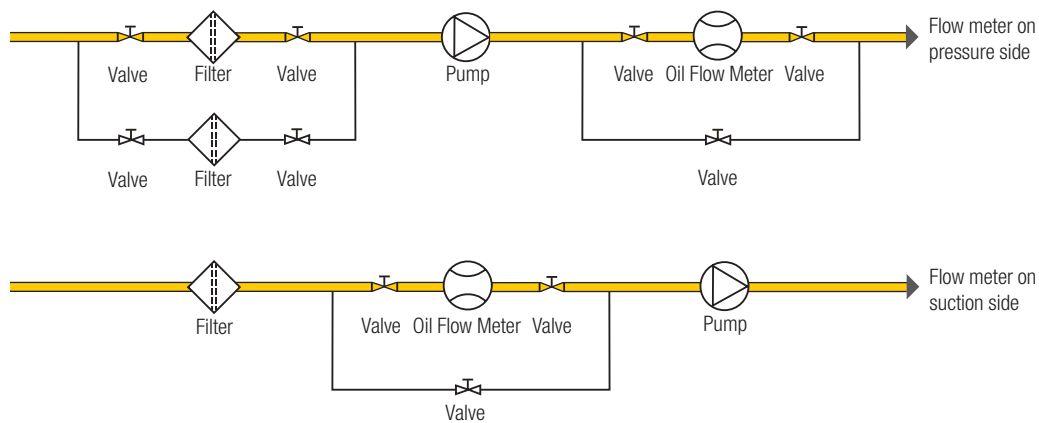 Flow meter on
pressure side
Valve Filter Valve Pump Valve Oil Flow Meter Valve
Valve Filter Valve Valve
Flow meter on
suction side
Filter Valve Oil Flow Meter Valve Pump
Valve